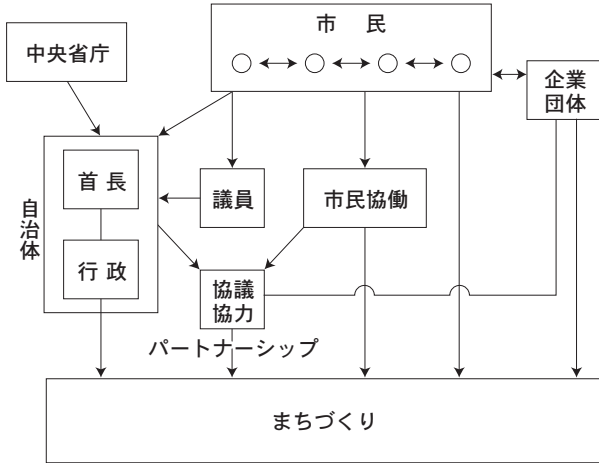 市 民
中央省庁
企業
団体
首 長
自治体
議員
市民協働
行 政
協議
協力
パートナーシップ
まちづくり